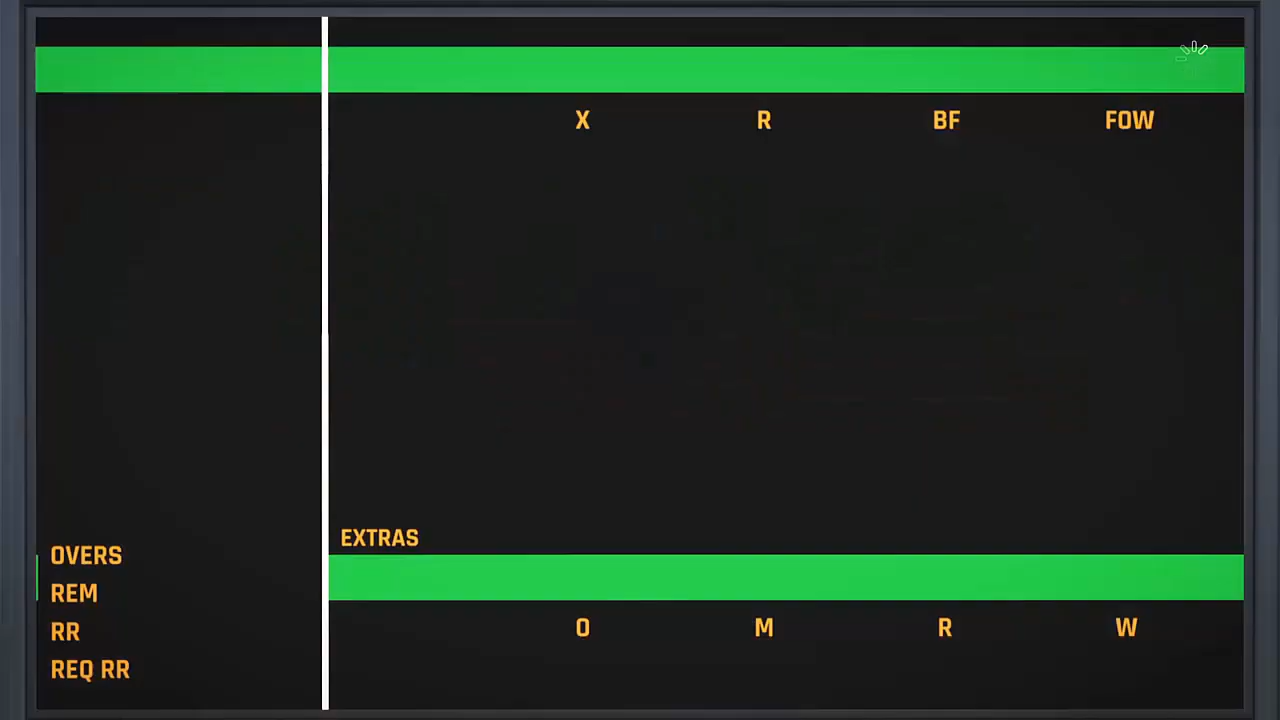 X R BF FOW
EXTRAS
OVERS
REM
RR
REQ RR
O M R W